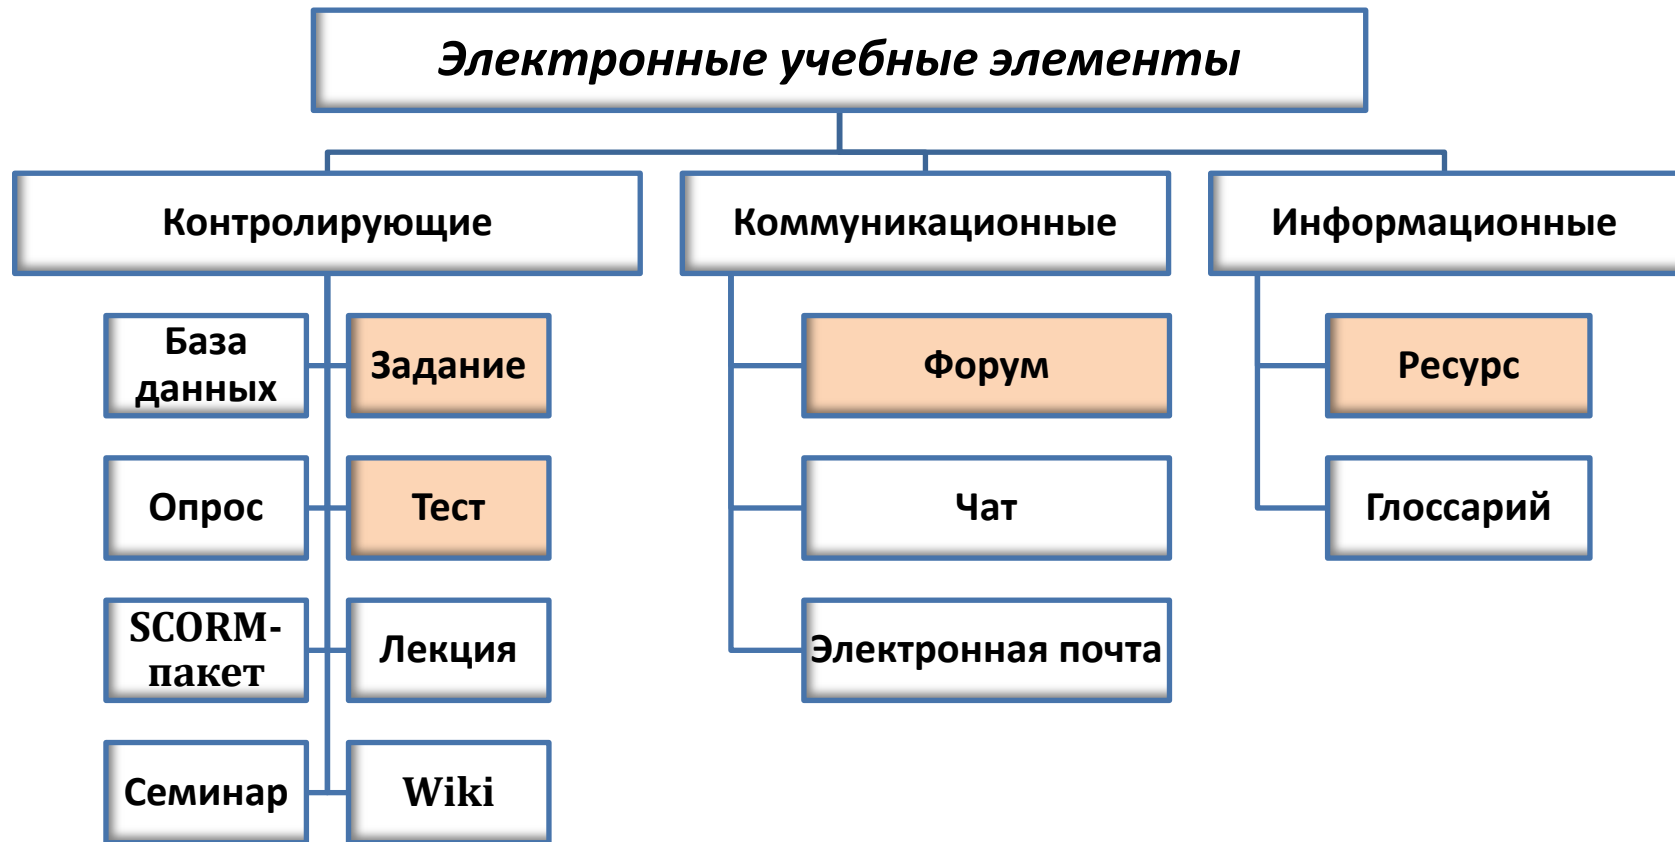 Электронные учебные элементы
Контролирующие
Коммуникационные
Информационные
База
данных
Задание
Форум
Ресурс
Опрос
Тест
Чат
Глоссарий
SCORM-
пакет
Лекция
Электронная почта
Семинар
Wiki